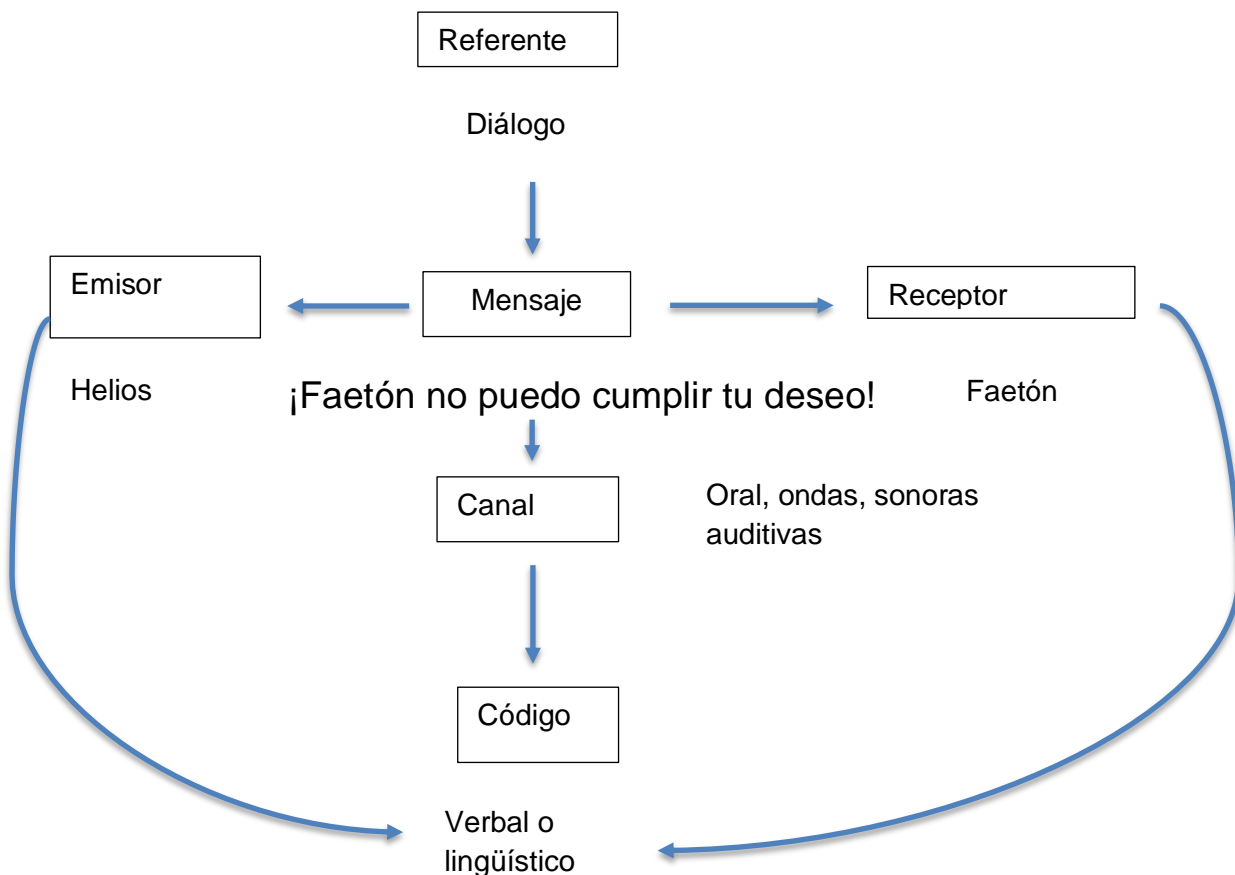 Referente
Diálogo
Emisor
Mensaje
Receptor
Helios
¡Faetón no puedo cumplir tu deseo!
Faetón
Canal
Oral, ondas, sonoras
auditivas
Código
Verbal o
lingüístico